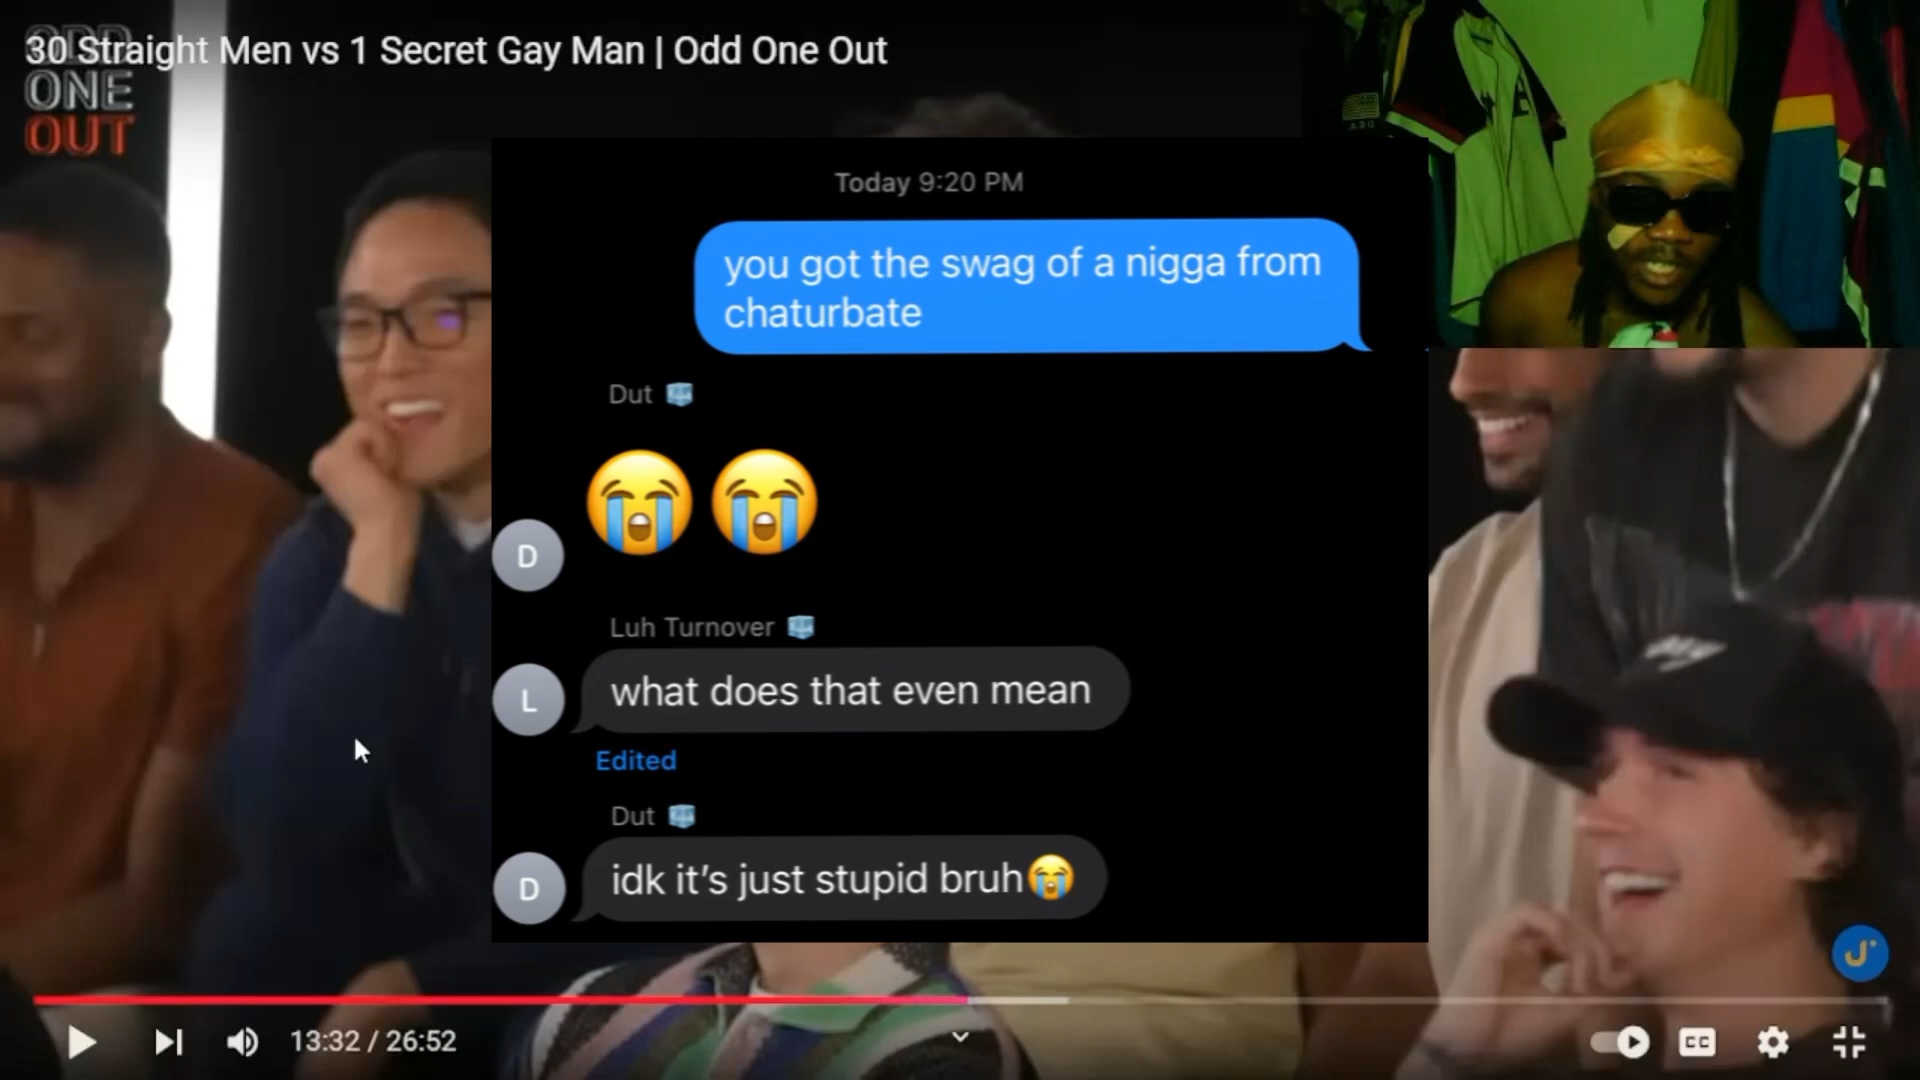 30 Straight Men vs 1 Secret Gay Man | Odd One Out
ODD
ONE
OUT
Today 9:20 PM
you got the swag of a nigga from
chaturbate
Dut
😭😭
D
Luh Turnover
what does that even mean
L
Edited
Dut
idk it's just stupid bruh😭
D
13:32 / 26:52
CC